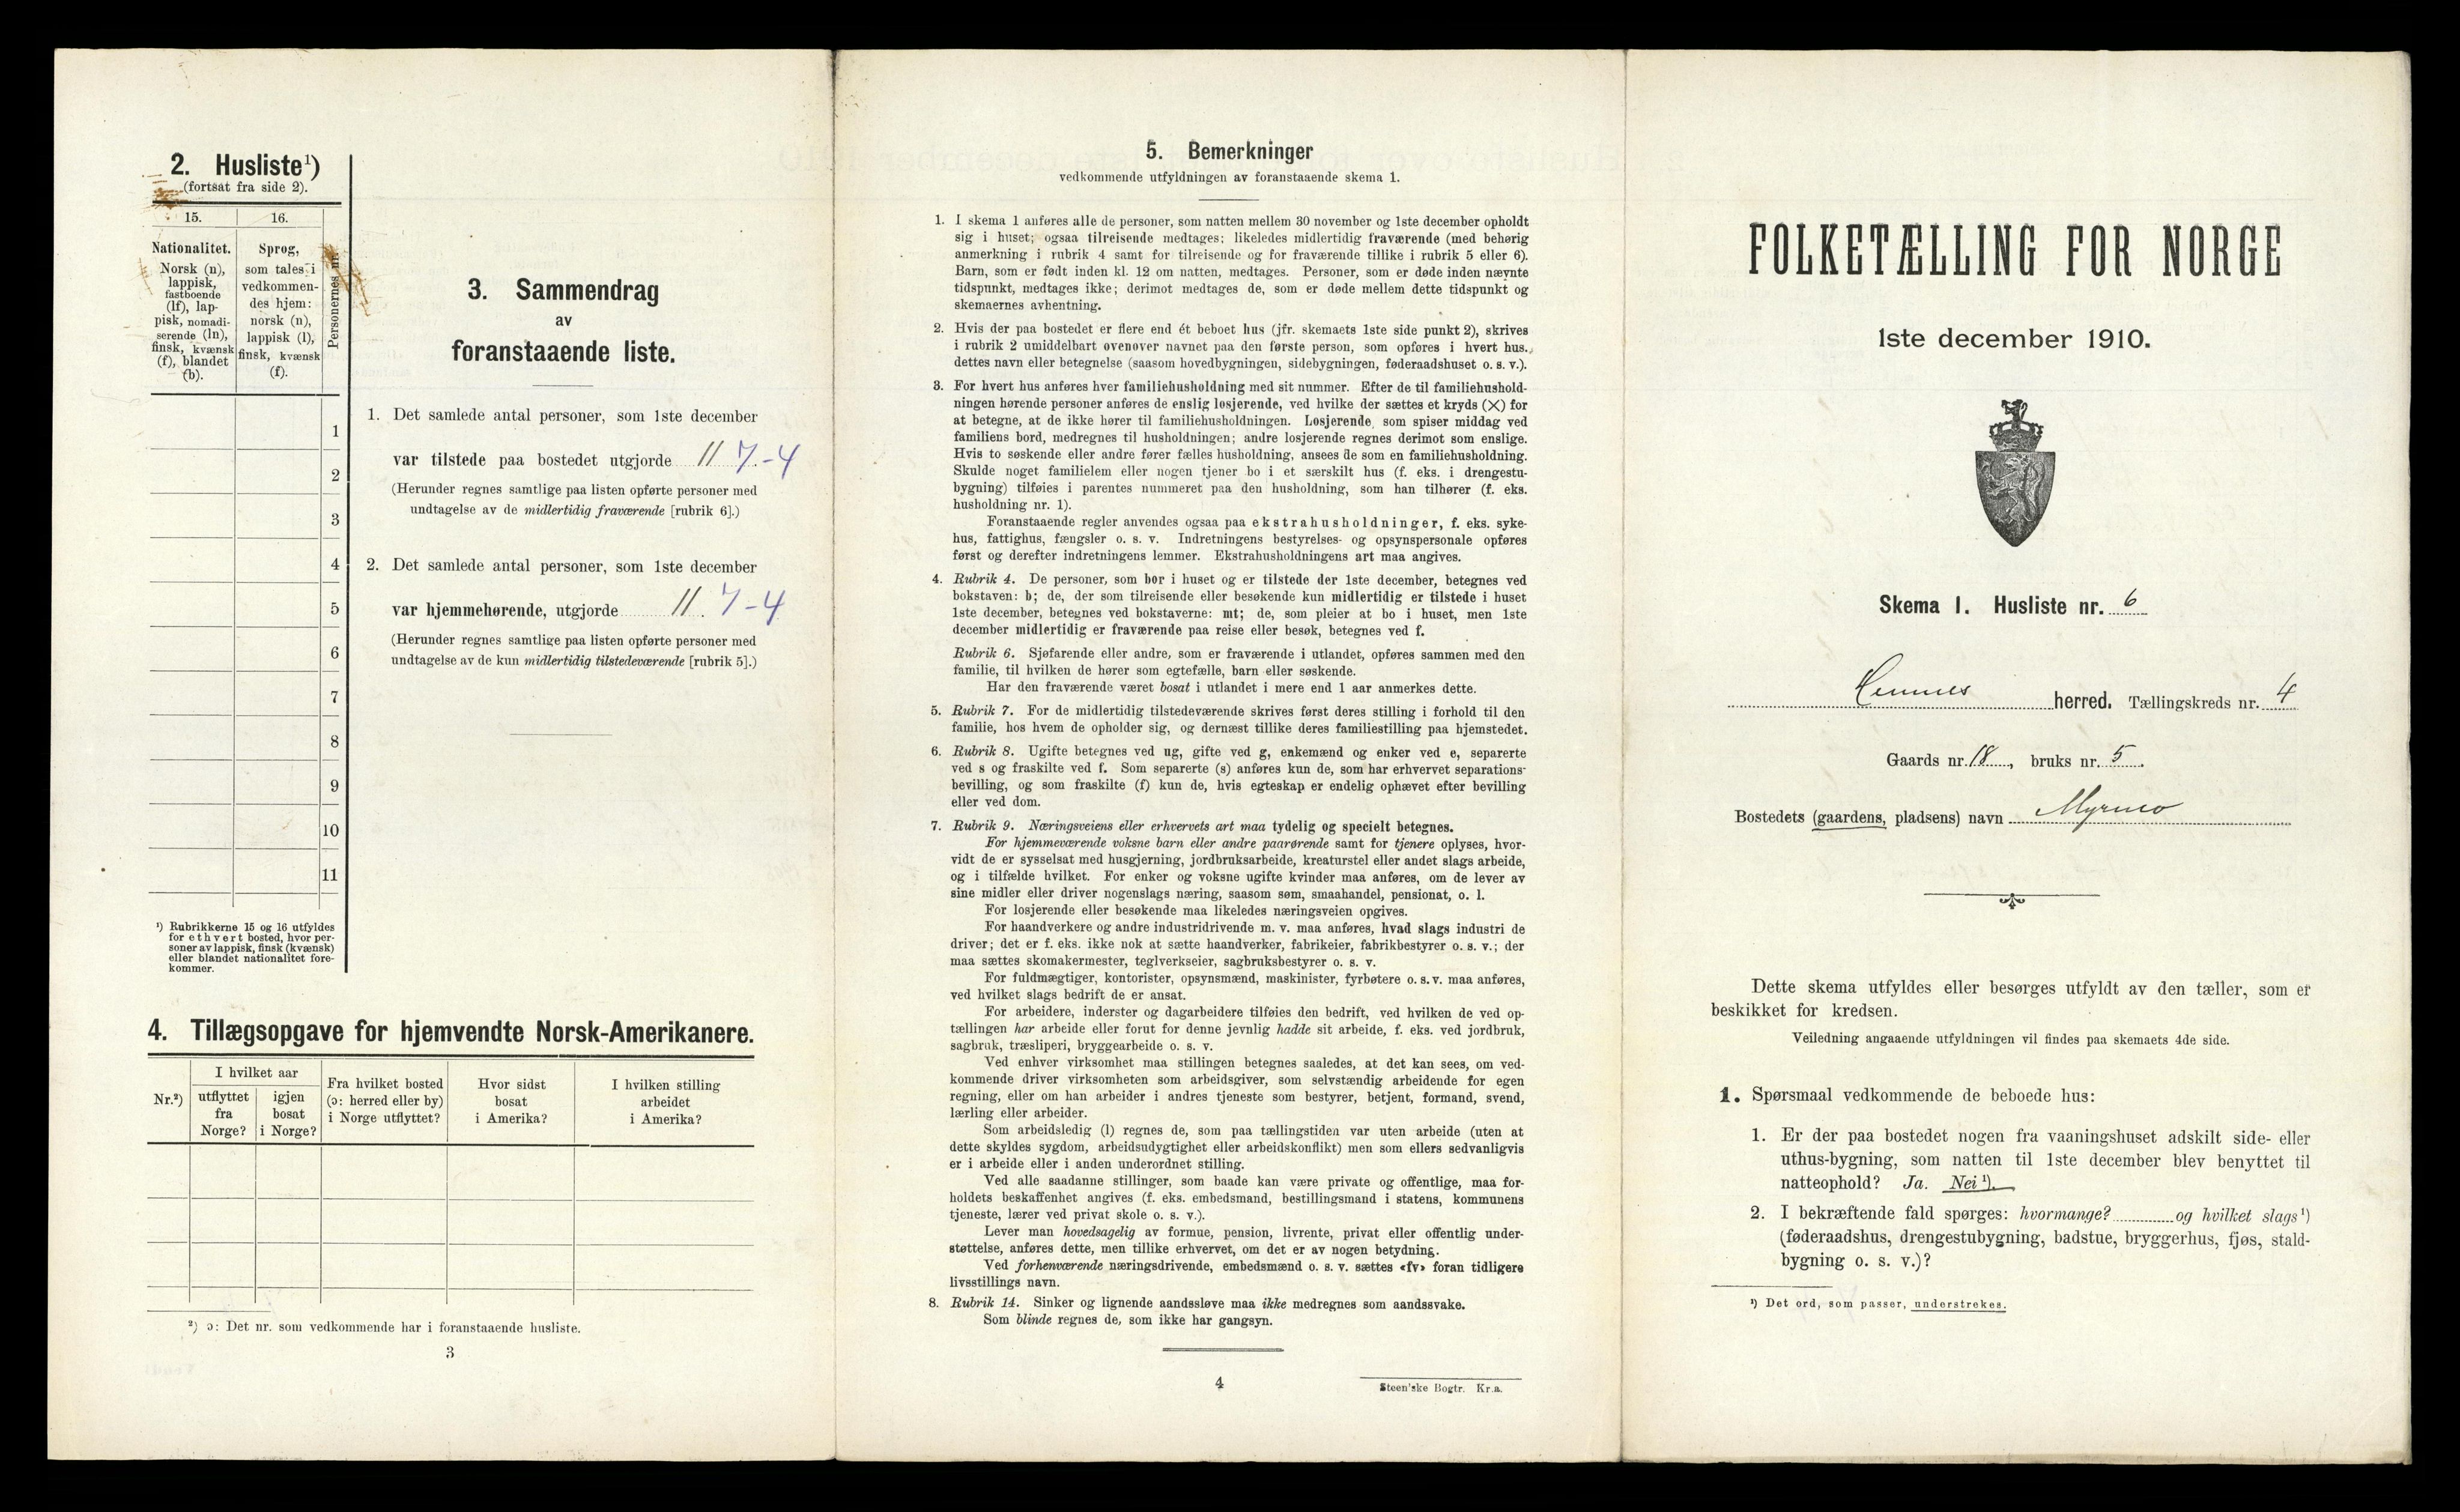 2. Husliste¹)
(fortsat fra side 2).
15.
16.
Personernes nr.
Nationalitet.
Norsk (n),
lappisk,
fastboende
(lf), lap-
pisk, nomadi-
serende (ln),
finsk, kvænsk
(f), blandet
(b).
Sprog,
som tales i
vedkommen-
des hjem:
norsk (n),
lappisk (l),
finsk, kvænsk
(f).
1
2
3
4
5
6
7
8
9
10
11
¹) Rubrikkerne 15 og 16 utfyldes
for ethvert bosted, hvor per-
soner av lappisk, finsk (kvænsk)
eller blandet nationalitet fore-
kommer.
3. Sammendrag
av
foranstaaende liste.
1. Det samlede antal personer, som 1ste december
var tilstede paa bostedet utgjorde 11 7-4
(Herunder regnes samtlige paa listen opførte personer med
undtagelse av de midlertidig fraværende [rubrik 6].)
2. Det samlede antal personer, som 1ste december
var hjemmehørende, utgjorde 11. 7-4
(Herunder regnes samtlige paa listen opførte personer med
undtagelse av de kun midlertidig tilstedeværende [rubrik 5].)
4. Tillægsopgave for hjemvendte Norsk-Amerikanere.
Nr.²)
I hvilket aar
utflyttet
fra
Norge?
igjen
bosat
i Norge?
Fra hvilket bosted
(ɔ: herred eller by)
i Norge utflyttet?
Hvor sidst
bosat
i Amerika?
I hvilken stilling
arbeidet
i Amerika?
²) ɔ: Det nr. som vedkommende har i foranstaaende husliste.
3
5. Bemerkninger
vedkommende utfyldningen av foranstaaende skema 1.
1. I skema 1 anføres alle de personer, som natten mellem 30 november og 1ste december opholdt
sig i huset; ogsaa tilreisende medtages; likeledes midlertidig fraværende (med behørig
anmerkning i rubrik 4 samt for tilreisende og for fraværende tillike i rubrik 5 eller 6).
Barn, som er født inden kl. 12 om natten, medtages. Personer, som er døde inden nævnte
tidspunkt, medtages ikke; derimot medtages de, som er døde mellem dette tidspunkt og
skemaernes avhentning.
2. Hvis der paa bostedet er flere end ét beboet hus (jfr. skemaets 1ste side punkt 2), skrives
i rubrik 2 umiddelbart ovenover navnet paa den første person, som opføres i hvert hus,
dettes navn eller betegnelse (saasom hovedbygningen, sidebygningen, føderaadshuset o. s. v.).
3. For hvert hus anføres hver familiehusholdning med sit nummer. Efter de til familiehushold-
ningen hørende personer anføres de enslig losjerende, ved hvilke der sættes et kryds (X) for
at betegne, at de ikke hører til familiehusholdningen. Losjerende, som spiser middag ved
familiens bord, medregnes til husholdningen; andre losjerende regnes derimot som enslige.
Hvis to søskende eller andre fører fælles husholdning, ansees de som en familiehusholdning.
Skulde noget familielem eller nogen tjener bo i et særskilt hus (f. eks. i drengestu-
bygning) tilføies i parentes nummeret paa den husholdning, som han tilhører (f. eks.
husholdning nr. 1).
Foranstaaende regler anvendes ogsaa paa ekstrahusholdninger, f. eks. syke-
hus, fattighus, fængsler o. s. v. Indretningens bestyrelses- og opsynspersonale opføres
først og derefter indretningens lemmer. Ekstrahusholdningens art maa angives.
4. Rubrik 4. De personer, som bor i huset og er tilstede der 1ste december, betegnes ved
bokstaven: b; de, der som tilreisende eller besøkende kun midlertidig er tilstede i huset
1ste december, betegnes ved bokstaverne: mt; de, som pleier at bo i huset, men 1ste
december midlertidig er fraværende paa reise eller besøk, betegnes ved f.
Rubrik 6. Sjøfarende eller andre, som er fraværende i utlandet, opføres sammen med den
familie, til hvilken de hører som egtefælle, barn eller søskende.
Har den fraværende været bosat i utlandet i mere end 1 aar anmerkes dette.
5. Rubrik 7. For de midlertidig tilstedeværende skrives først deres stilling i forhold til den
familie, hos hvem de opholder sig, og dernæst tillike deres familiestilling paa hjemstedet.
6. Rubrik 8. Ugifte betegnes ved ug, gifte ved g, enkemænd og enker ved e, separerte
ved s og fraskilte ved f. Som separerte (s) anføres kun de, som har erhvervet separations-
bevilling, og som fraskilte (f) kun de, hvis egteskap er endelig ophævet efter bevilling
eller ved dom.
7. Rubrik 9. Næringsveiens eller erhvervets art maa tydelig og specielt betegnes.
For hjemmeværende voksne barn eller andre paarørende samt for tjenere oplyses, hvor-
vidt de er sysselsat med husgjerning, jordbruksarbeide, kreaturstel eller andet slags arbeide,
og i tilfælde hvilket. For enker og voksne ugifte kvinder maa anføres, om de lever av
sine midler eller driver nogenslags næring, saasom søm, smaahandel, pensionat, o. l.
For losjerende eller besøkende maa likeledes næringsveien opgives.
For haandverkere og andre industridrivende m. v. maa anføres, hvad slags industri de
driver; det er f. eks. ikke nok at sætte haandverker, fabrikeier, fabrikbestyrer o. s. v.; der
maa sættes skomakermester, teglverkseier, sagbruksbestyrer o. s. v.
For fuldmægtiger, kontorister, opsynsmænd, maskinister, fyrbøtere o. s. v. maa anføres,
ved hvilket slags bedrift de er ansat.
For arbeidere, inderster og dagarbeidere tilføies den bedrift, ved hvilken de ved op-
tællingen har arbeide eller forut for denne jevnlig hadde sit arbeide, f. eks. ved jordbruk,
sagbruk, træsliperi, bryggearbeide o. s. v.
Ved enhver virksomhet maa stillingen betegnes saaledes, at det kan sees, om ved-
kommende driver virksomheten som arbeidsgiver, som selvstændig arbeidende for egen
regning, eller om han arbeider i andres tjeneste som bestyrer, betjent, formand, svend,
lærling eller arbeider.
Som arbeidsledig (l) regnes de, som paa tællingstiden var uten arbeide (uten at
dette skyldes sygdom, arbeidsudygtighet eller arbeidskonflikt) men som ellers sedvanligvis
er i arbeide eller i anden underordnet stilling.
Ved alle saadanne stillinger, som baade kan være private og offentlige, maa for-
holdets beskaffenhet angives (f. eks. embedsmand, bestillingsmand i statens, kommunens
tjeneste, lærer ved privat skole o. s. v.).
Lever man hovedsagelig av formue, pension, livrente, privat eller offentlig under-
støttelse, anføres dette, men tillike erhvervet, om det er av nogen betydning.
Ved forhenværende næringsdrivende, embedsmænd o. s. v. sættes «fv» foran tidligere
livsstillings navn.
8. Rubrik 14. Sinker og lignende aandssløve maa ikke medregnes som aandssvake.
Som blinde regnes de, som ikke har gangsyn.
4
Steen'ske Bogtr. Kr.a.
FOLKETÆLLING FOR NORGE
1ste december 1910.
Skema 1. Husliste nr. 6
Hemnes herred. Tællingskreds nr. 4
Gaards nr. 18, bruks nr. 5.
Bostedets (gaardens, pladsens) navn Myrmo
Dette skema utfyldes eller besørges utfyldt av den tæller, som er
beskikket for kredsen.
Veiledning angaaende utfyldningen vil findes paa skemaets 4de side.
1. Spørsmaal vedkommende de beboede hus:
1. Er der paa bostedet nogen fra vaaningshuset adskilt side- eller
uthus-bygning, som natten til 1ste december blev benyttet til
natteophold? Ja. Nei ¹).
2. I bekræftende fald spørges: hvormange? og hvilket slags ¹)
(føderaadshus, drengestubygning, badstue, bryggerhus, fjøs, stald-
bygning o. s. v.)?
¹) Det ord, som passer, understrekes.